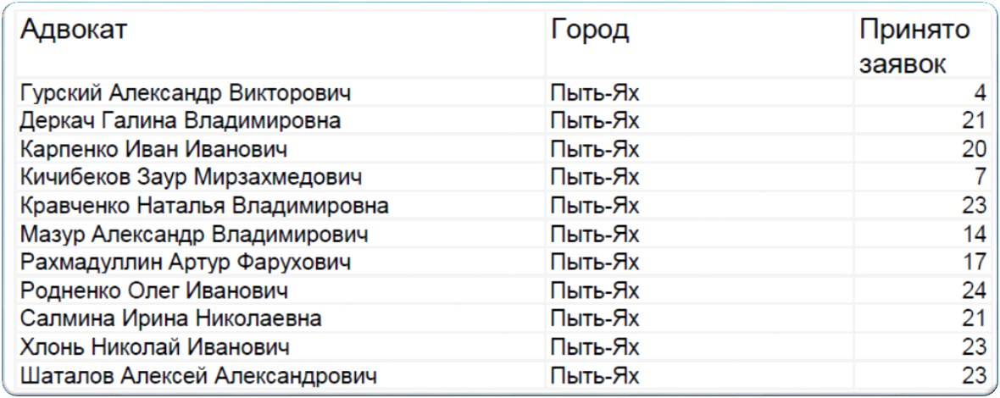 Адвокат Город Принято
заявок
Гурский Александр Викторович Пыть-Ях 4
Деркач Галина Владимировна Пыть-Ях 21
Карпенко Иван Иванович Пыть-Ях 20
Кичибеков Заур Мирзахмедович Пыть-Ях 7
Кравченко Наталья Владимировна Пыть-Ях 23
Мазур Александр Владимирович Пыть-Ях 14
Рахмадуллин Артур Фарухович Пыть-Ях 17
Родненко Олег Иванович Пыть-Ях 24
Салмина Ирина Николаевна Пыть-Ях 21
Хлонь Николай Иванович Пыть-Ях 23
Шаталов Алексей Александрович Пыть-Ях 23